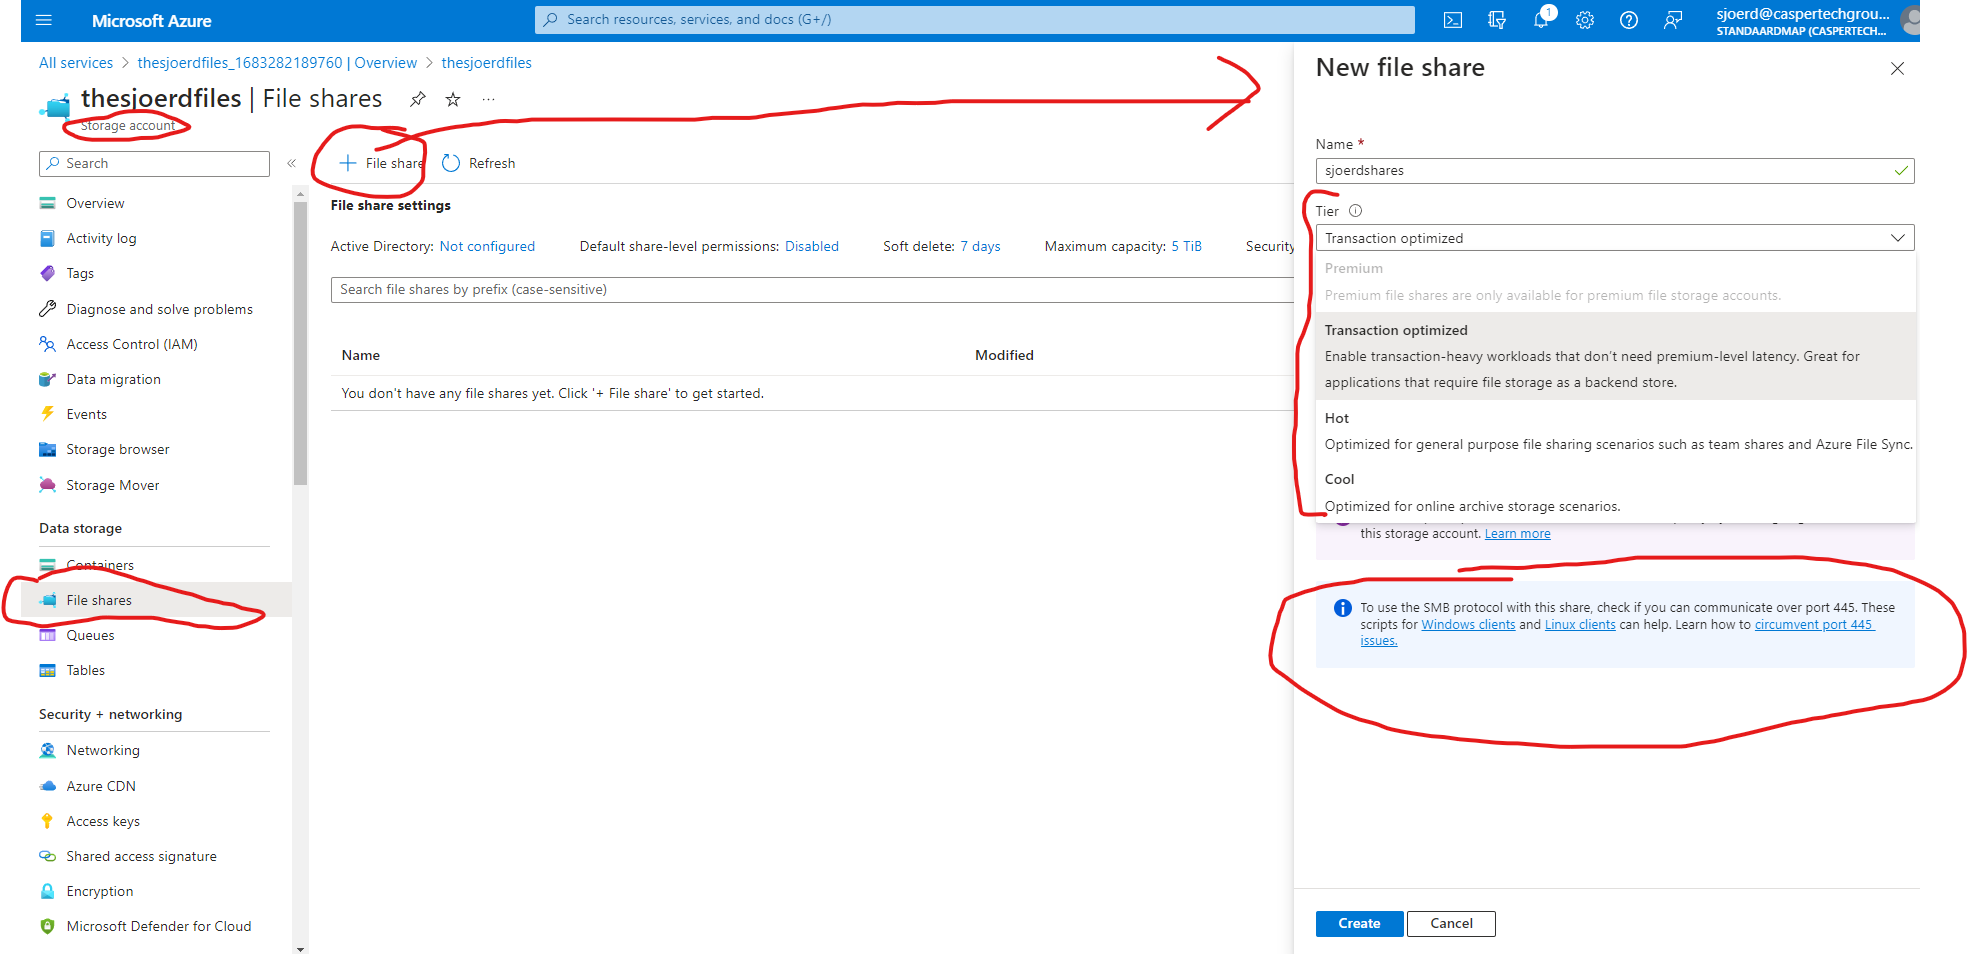 Microsoft Azure
Search resources, services, and docs (G+/)
1
sjoerd@caspertechgrou...
STANDAARDMAP (CASPERTECH...
All services > thesjoerdfiles_1683282189760 | Overview > thesjoerdfiles
thesjoerdfiles | File shares
Storage account
Search
«
Overview
Activity log
Tags
Diagnose and solve problems
Access Control (IAM)
Data migration
Events
Storage browser
Storage Mover
Data storage
Containers
File shares
Queues
Tables
Security + networking
Networking
Azure CDN
Access keys
Shared access signature
Encryption
Microsoft Defender for Cloud
+ File share
Refresh
File share settings
Active Directory: Not configured
Default share-level permissions: Disabled
Soft delete: 7 days
Maximum capacity: 5 TiB
Security
Search file shares by prefix (case-sensitive)
Name
Modified
You don't have any file shares yet. Click '+ File share' to get started.
New file share
Name *
sjoerdshares
Tier
Transaction optimized
Premium
Premium file shares are only available for premium file storage accounts.
Transaction optimized
Enable transaction-heavy workloads that don't need premium-level latency. Great for
applications that require file storage as a backend store.
Hot
Optimized for general purpose file sharing scenarios such as team shares and Azure File Sync.
Cool
Optimized for online archive storage scenarios.
this storage account. Learn more
To use the SMB protocol with this share, check if you can communicate over port 445. These
scripts for Windows clients and Linux clients can help. Learn how to circumvent port 445
issues.
Create
Cancel